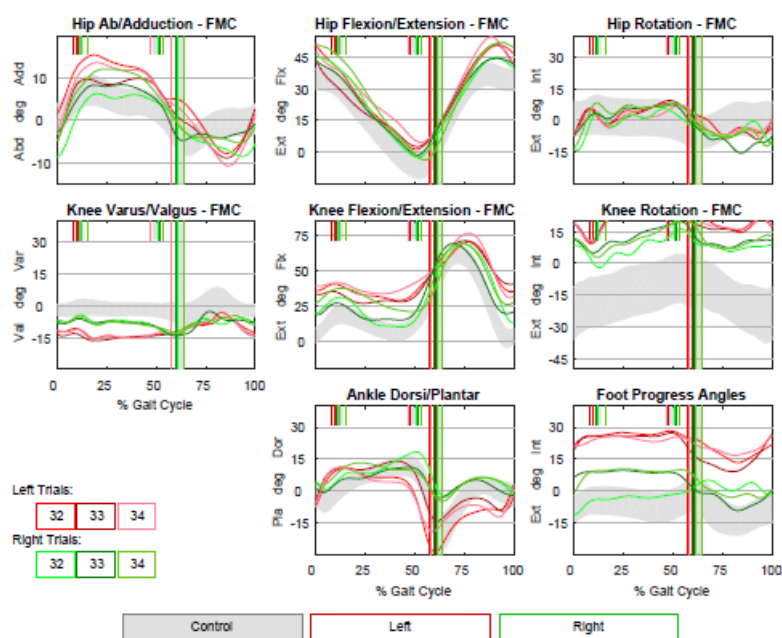 Hip Ab/Adduction - FMC
Hip Flexion/Extension - FMC
Hip Rotation - FMC
Add
10
deg
0
Abd
-10
Flx
45
30
deg
15
Ext
0
Int
30
15
deg
0
Ext
-15
Knee Varus/Valgus - FMC
Knee Flexion/Extension - FMC
Knee Rotation - FMC
Var
30
15
deg
0
Val
-15
0 25 50 75 100
% Gait Cycle
Flx
75
50
deg
25
Ext
0
15
Int
0
deg
-15
-30
Ext
-45
Ankle Dorsi/Plantar
Foot Progress Angles
Dor
30
15
deg
0
Pla
-15
0 25 50 75 100
% Gait Cycle
Int
30
15
deg
0
Ext
-15
0 25 50 75 100
% Gait Cycle
Left Trials:
32 33 34
Right Trials:
32 33 34
Control Left Right